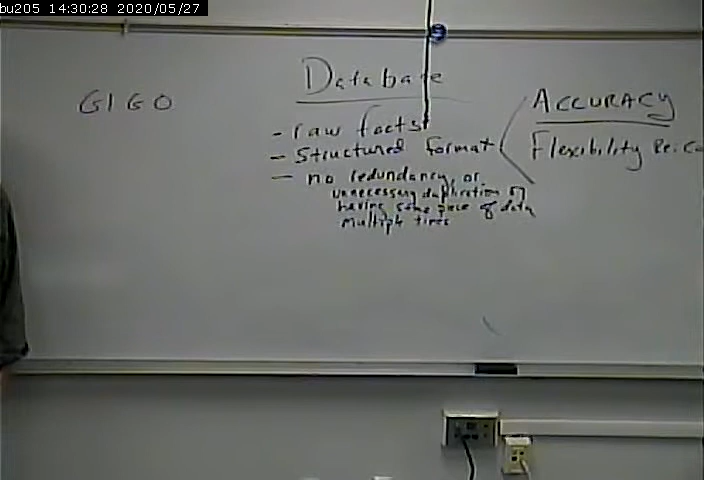 bu205 14:30:28 2020/05/27
GIGO
Database
- raw facts
- Structured format
- no redundancy, or
unnecessary duplication of
having same piece of data
multiple times
ACCURACY
Flexibility